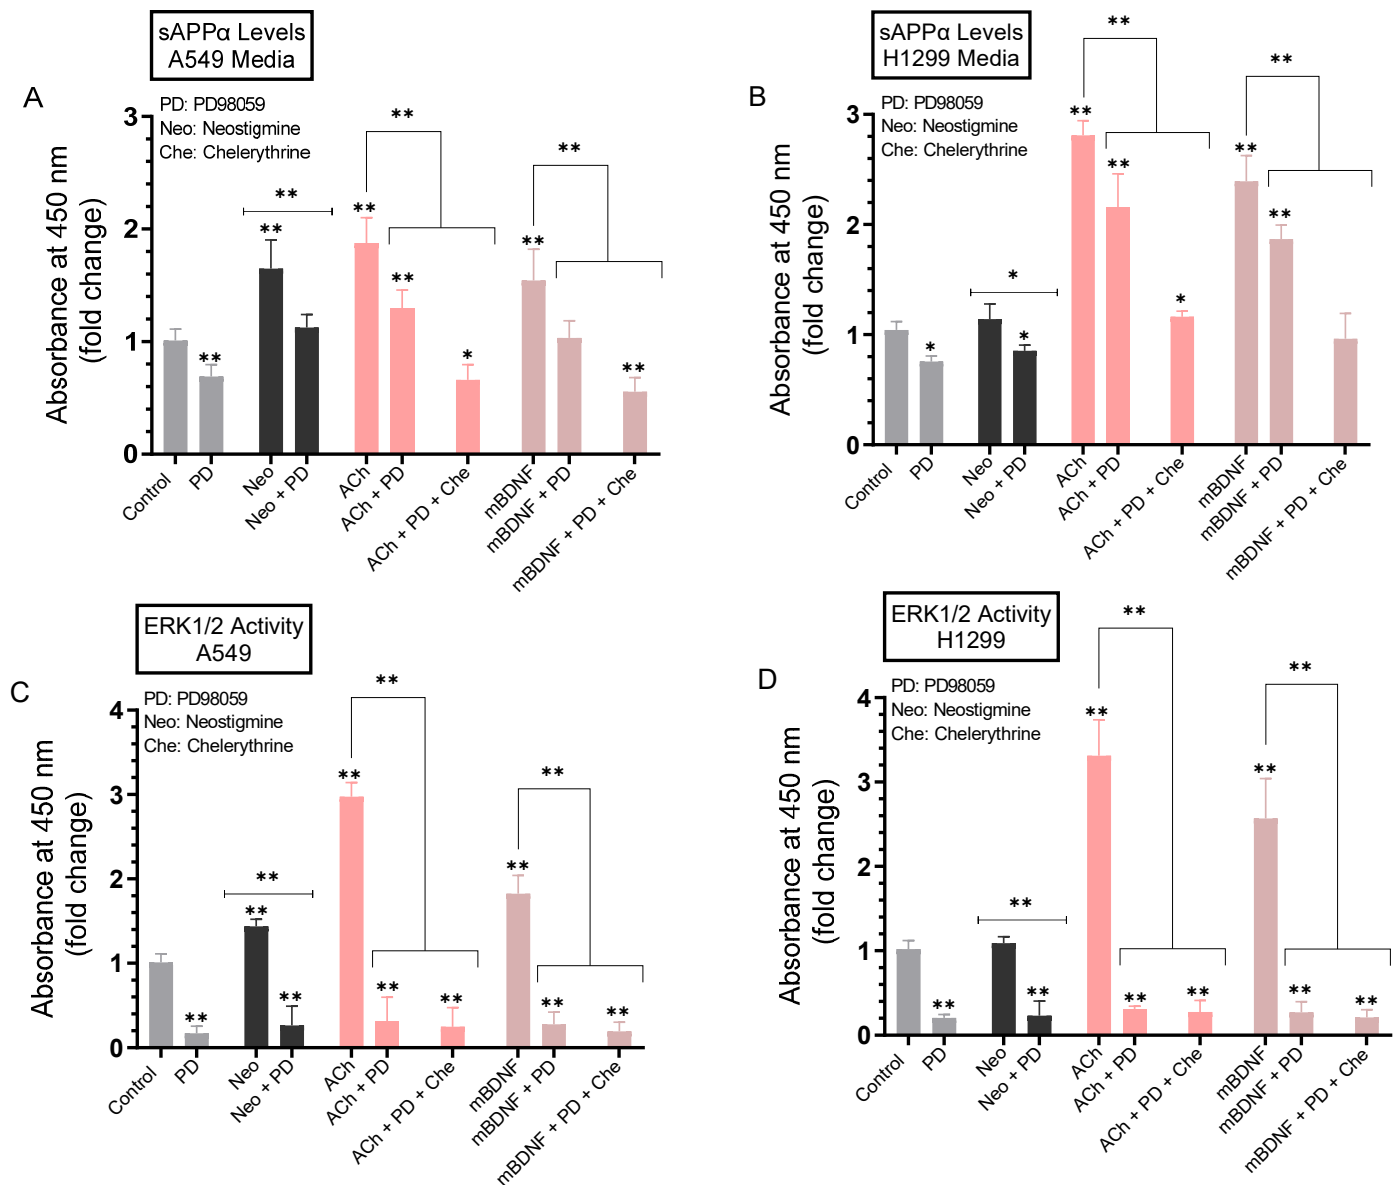 sAPPα Levels
A549 Media
A
PD: PD98059
Neo: Neostigmine
Che: Chelerythrine
Absorbance at 450 nm
(fold change)
3
2
1
0
**
**
**
**
**
**
*
**
**
**
**
Control
PD
Neo
Neo + PD
ACh
ACh + PD
ACh + PD + Che
mBDNF
mBDNF + PD
mBDNF + PD + Che
sAPPα Levels
H1299 Media
B
PD: PD98059
Neo: Neostigmine
Che: Chelerythrine
Absorbance at 450 nm
(fold change)
3
2
1
0
*
*
*
**
**
**
*
**
**
**
Control
PD
Neo
Neo + PD
ACh
ACh + PD
ACh + PD + Che
mBDNF
mBDNF + PD
mBDNF + PD + Che
ERK1/2 Activity
A549
C
PD: PD98059
Neo: Neostigmine
Che: Chelerythrine
Absorbance at 450 nm
(fold change)
4
3
2
1
0
**
**
**
**
**
**
**
**
**
**
**
**
Control
PD
Neo
Neo + PD
ACh
ACh + PD
ACh + PD + Che
mBDNF
mBDNF + PD
mBDNF + PD + Che
ERK1/2 Activity
H1299
D
PD: PD98059
Neo: Neostigmine
Che: Chelerythrine
Absorbance at 450 nm
(fold change)
4
3
2
1
0
**
**
**
**
**
**
**
**
**
**
**
Control
PD
Neo
Neo + PD
ACh
ACh + PD
ACh + PD + Che
mBDNF
mBDNF + PD
mBDNF + PD + Che